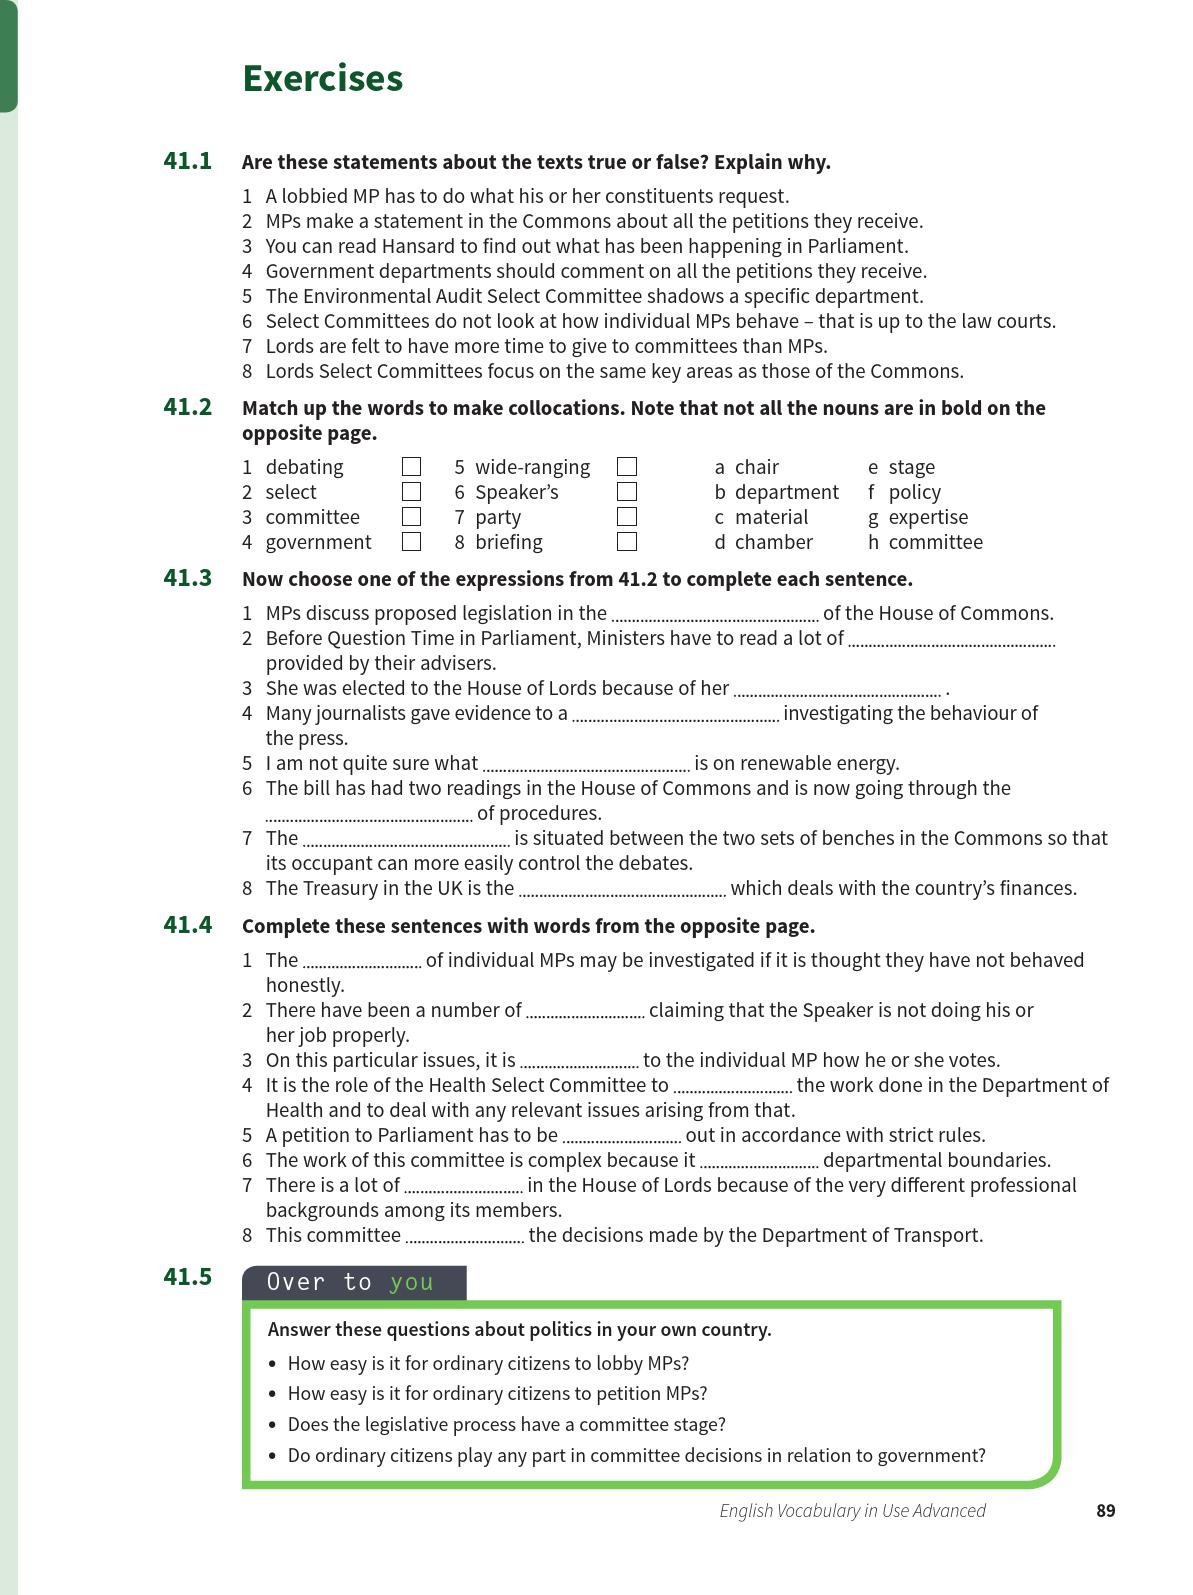 Exercises
41.1 Are these statements about the texts true or false? Explain why.
1 A lobbied MP has to do what his or her constituents request.
2 MPs make a statement in the Commons about all the petitions they receive.
3 You can read Hansard to find out what has been happening in Parliament.
4 Government departments should comment on all the petitions they receive.
5 The Environmental Audit Select Committee shadows a specific department.
6 Select Committees do not look at how individual MPs behave – that is up to the law courts.
7 Lords are felt to have more time to give to committees than MPs.
8 Lords Select Committees focus on the same key areas as those of the Commons.
41.2 Match up the words to make collocations. Note that not all the nouns are in bold on the
opposite page.
1 debating 5 wide-ranging a chair e stage
2 select 6 Speaker’s b department f policy
3 committee 7 party c material g expertise
4 government 8 briefing d chamber h committee
41.3 Now choose one of the expressions from 41.2 to complete each sentence.
1 MPs discuss proposed legislation in the .................................................. of the House of Commons.
2 Before Question Time in Parliament, Ministers have to read a lot of ..................................................
provided by their advisers.
3 She was elected to the House of Lords because of her .................................................. .
4 Many journalists gave evidence to a .................................................. investigating the behaviour of
the press.
5 I am not quite sure what .................................................. is on renewable energy.
6 The bill has had two readings in the House of Commons and is now going through the
.................................................. of procedures.
7 The .................................................. is situated between the two sets of benches in the Commons so that
its occupant can more easily control the debates.
8 The Treasury in the UK is the .................................................. which deals with the country’s finances.
41.4 Complete these sentences with words from the opposite page.
1 The ............................. of individual MPs may be investigated if it is thought they have not behaved
honestly.
2 There have been a number of ............................. claiming that the Speaker is not doing his or
her job properly.
3 On this particular issues, it is ............................. to the individual MP how he or she votes.
4 It is the role of the Health Select Committee to ............................. the work done in the Department of
Health and to deal with any relevant issues arising from that.
5 A petition to Parliament has to be ............................. out in accordance with strict rules.
6 The work of this committee is complex because it ............................. departmental boundaries.
7 There is a lot of ............................. in the House of Lords because of the very different professional
backgrounds among its members.
8 This committee ............................. the decisions made by the Department of Transport.
41.5 Over to you
Answer these questions about politics in your own country.
• How easy is it for ordinary citizens to lobby MPs?
• How easy is it for ordinary citizens to petition MPs?
• Does the legislative process have a committee stage?
• Do ordinary citizens play any part in committee decisions in relation to government?
English Vocabulary in Use Advanced 89